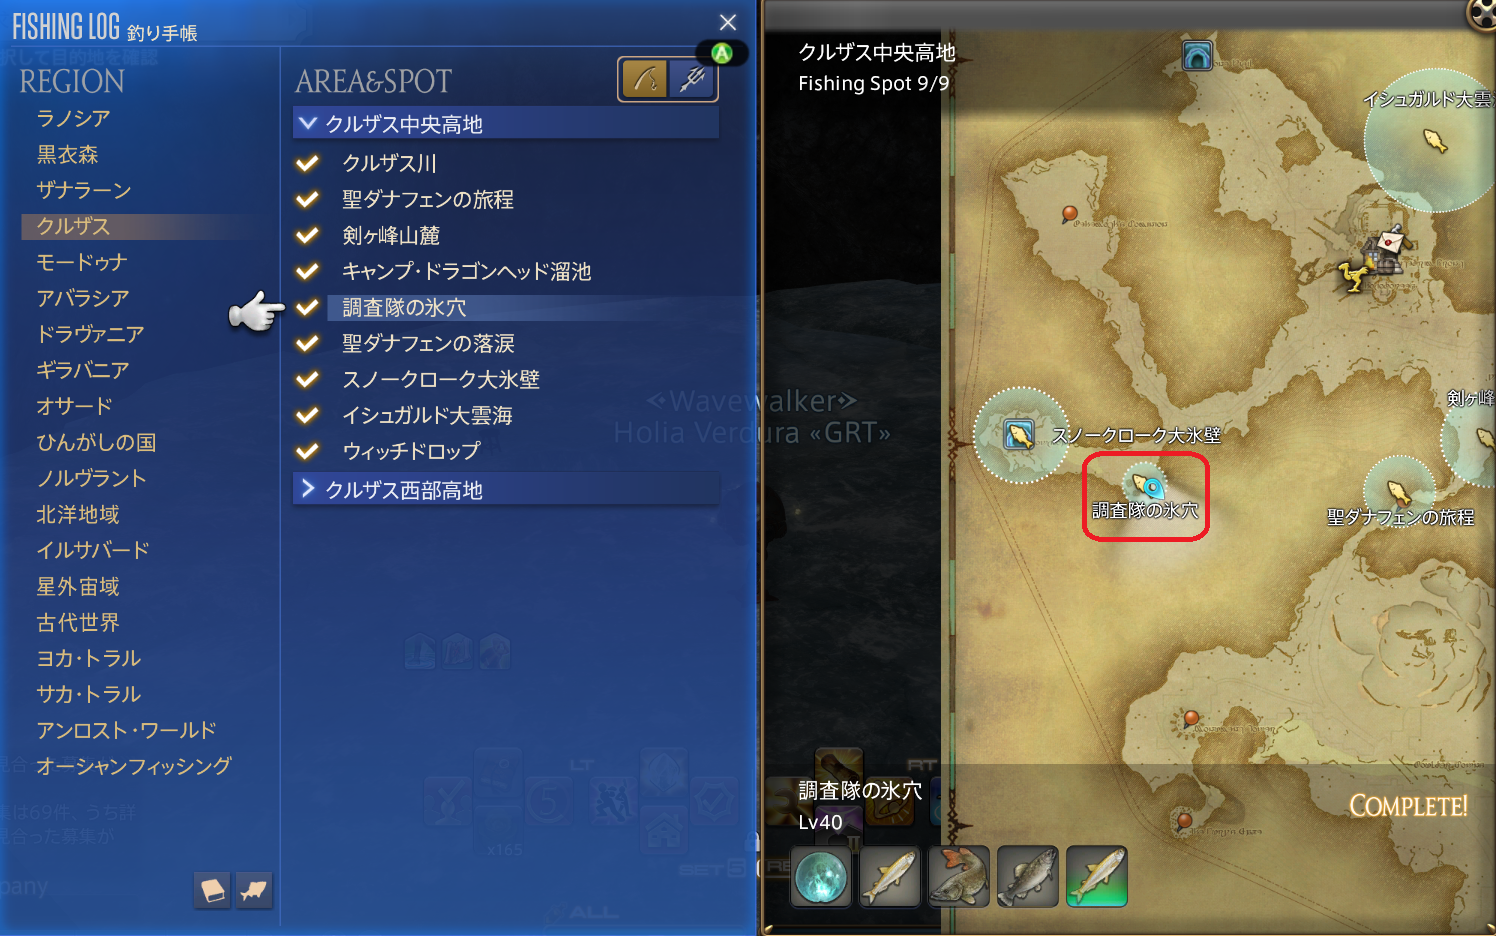 FISHING LOG 釣り手帳
REGION
ラノシア
黒衣森
ザナラーン
クルザス
モードゥナ
アバラシア
ドラヴァニア
ギラバニア
オサード
ひんがしの国
ノルヴラント
北洋地域
イルサバード
星外宙域
古代世界
ヨカ・トラル
サカ・トラル
アンロスト・ワールド
オーシャンフィッシング
AREA&SPOT
A
クルザス中央高地
クルザス川
聖ダナフェンの旅程
剣ヶ峰山麓
キャンプ・ドラゴンヘッド溜池
調査隊の氷穴
聖ダナフェンの落涙
スノークローク大氷壁
イシュガルド大雲海
ウィッチドロップ
クルザス西部高地
Wavewalker
Holia Verdura «GRT»
LT
RT
x165
SET
ALL
クルザス中央高地
Fishing Spot 9/9
イシュガルド大雲
剣ヶ峰
スノークローク大氷壁
調査隊の氷穴
聖ダナフェンの旅程
調査隊の氷穴
Lv40
COMPLETE!